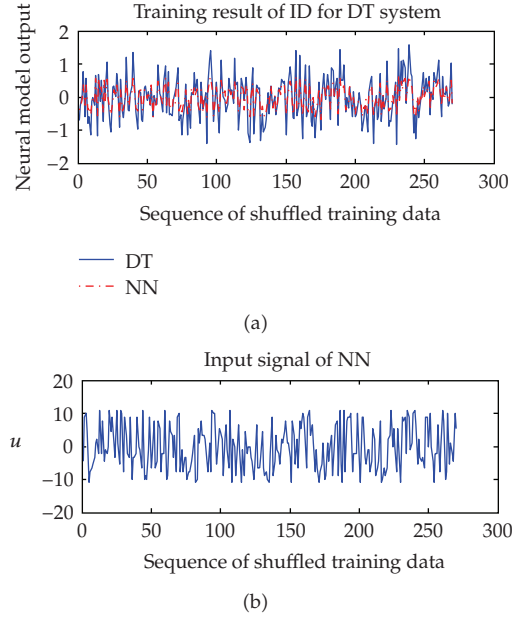 Training result of ID for DT system
Neural model output
2
1
0
−1
−2
0 50 100 150 200 250 300
Sequence of shuffled training data
DT
NN
(a)
Input signal of NN
u
20
10
0
−10
−20
0 50 100 150 200 250 300
Sequence of shuffled training data
(b)